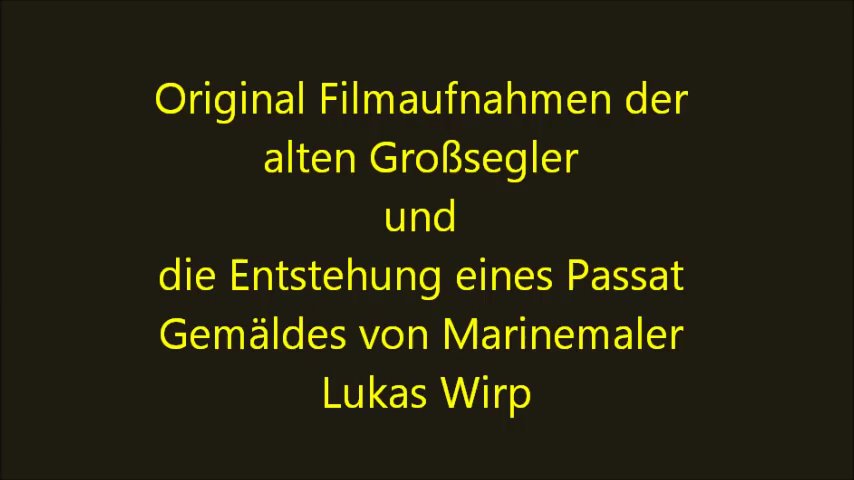 Original Filmaufnahmen der
alten Großsegler
und
die Entstehung eines Passat
Gemäldes von Marinemaler
Lukas Wirp